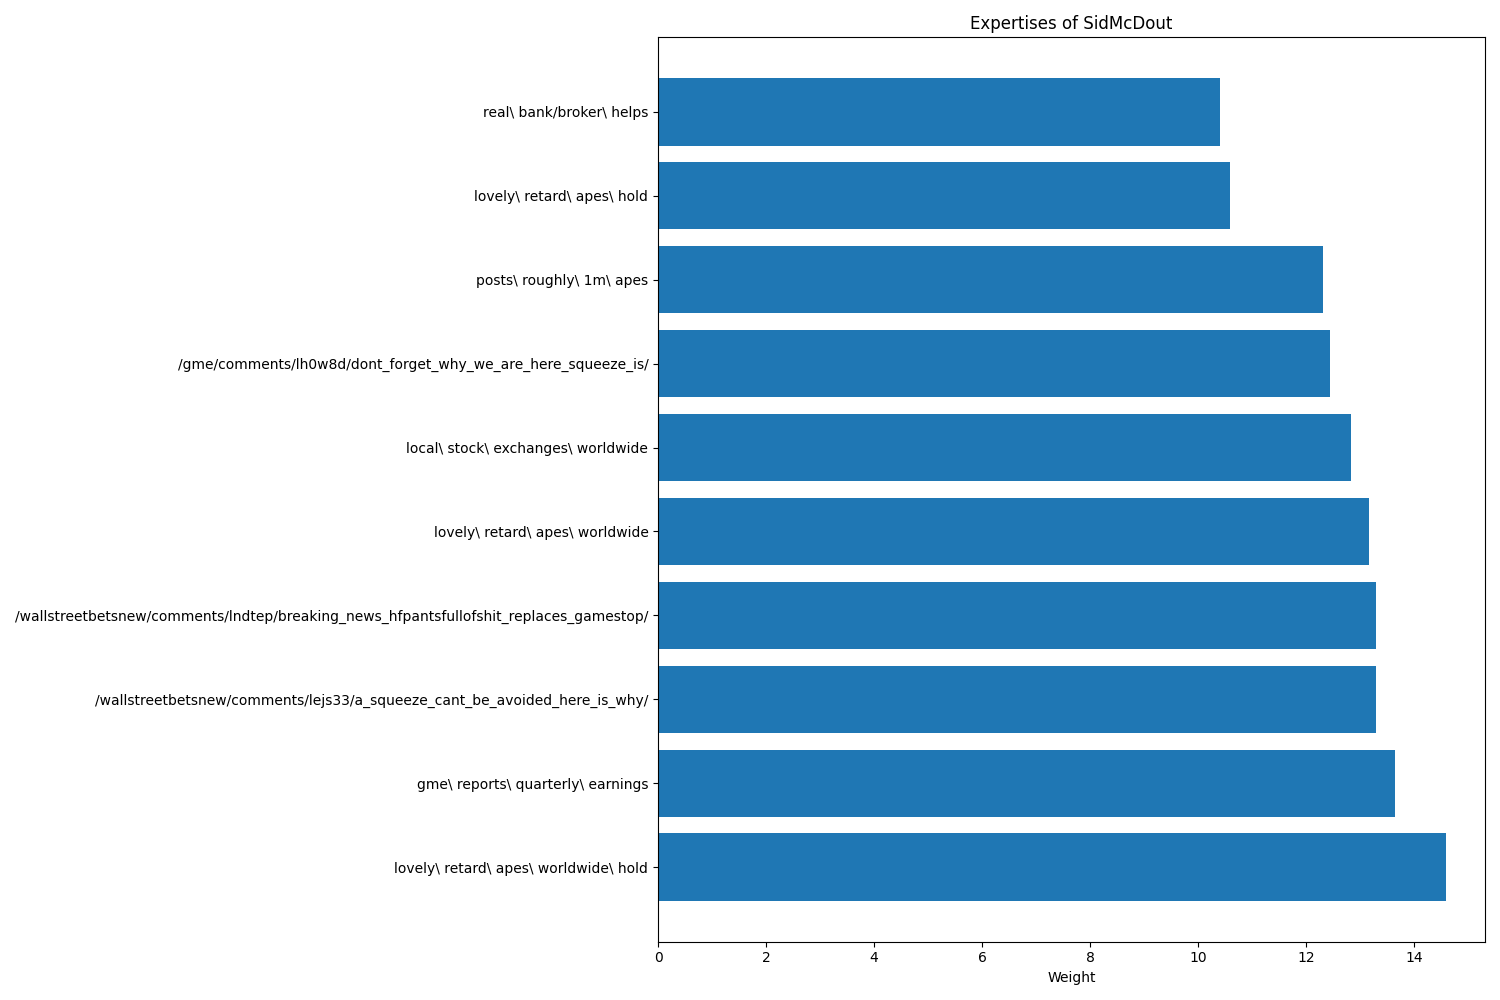 Expertises of SidMcDout
real\ bank/broker\ helps
lovely\ retard\ apes\ hold
posts\ roughly\ 1m\ apes
/gme/comments/lh0w8d/dont_forget_why_we_are_here_squeeze_is/
local\ stock\ exchanges\ worldwide
lovely\ retard\ apes\ worldwide
/wallstreetbetsnew/comments/lndtep/breaking_news_hfpantsfullofshit_replaces_gamestop/
/wallstreetbetsnew/comments/lejs33/a_squeeze_cant_be_avoided_here_is_why/
gme\ reports\ quarterly\ earnings
lovely\ retard\ apes\ worldwide\ hold
0 2 4 6 8 10 12 14
Weight